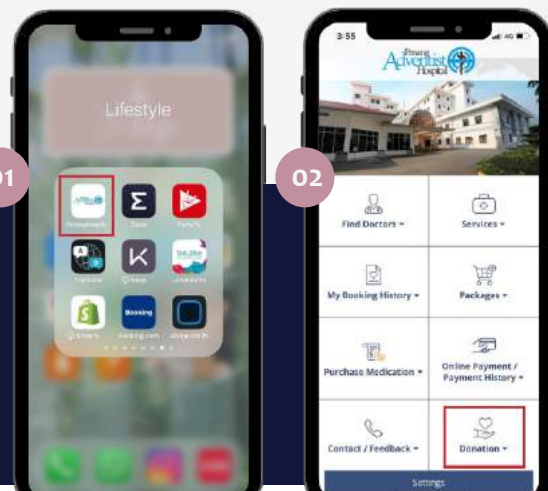 01
Lifestyle
Booking
02
3:55
4G
Penang
Adventist
Hospital
Find Doctors
Services
My Booking History
Packages
Purchase Medication
Online Payment /
Payment History
Contact / Feedback
Donation
Settings